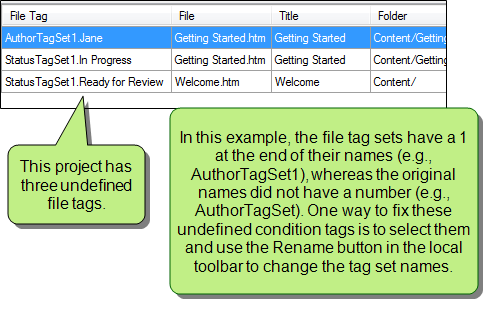 File Tag File Title Folder
AuthorTagSet1.Jane Getting Started.htm Getting Started Content/Getting
StatusTagSet1.In Progress Getting Started.htm Getting Started Content/Getting
StatusTagSet1.Ready for Review Welcome.htm Welcome Content/
This project has
three undefined
file tags.
In this example, the file tag sets have a 1
at the end of their names (e.g.,
AuthorTagSet1), whereas the original
names did not have a number (e.g.,
AuthorTagSet). One way to fix these
undefined condition tags is to select them
and use the Rename button in the local
toolbar to change the tag set names.